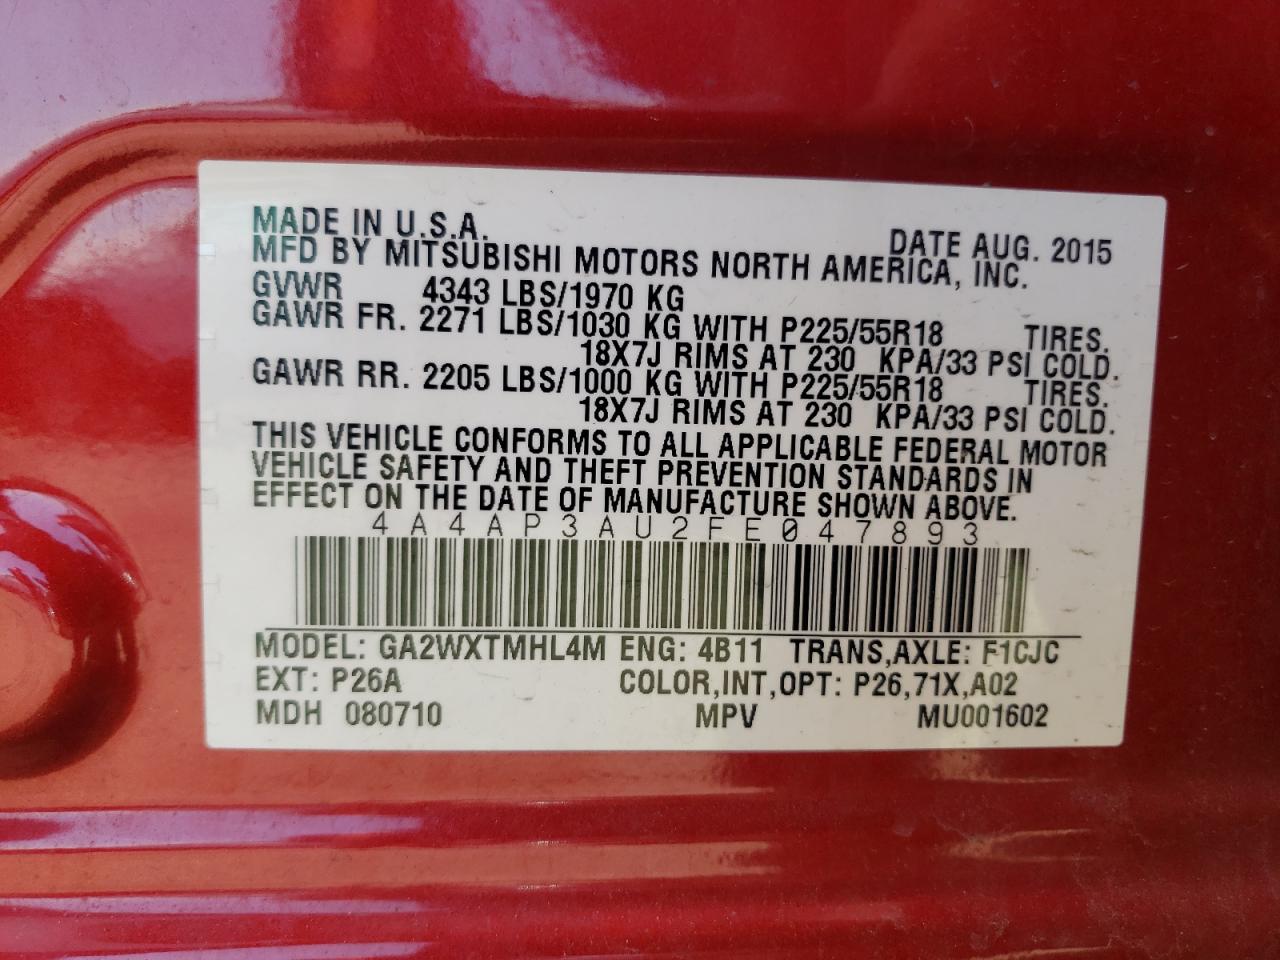 MADE IN U.S.A. DATE AUG. 2015
MFD BY MITSUBISHI MOTORS NORTH AMERICA, INC.
GVWR 4343 LBS/1970 KG
GAWR FR. 2271 LBS/1030 KG WITH P225/55R18 TIRES.
18X7J RIMS AT 230 KPA/33 PSI COLD.
GAWR RR. 2205 LBS/1000 KG WITH P225/55R18 TIRES.
18X7J RIMS AT 230 KPA/33 PSI COLD.
THIS VEHICLE CONFORMS TO ALL APPLICABLE FEDERAL MOTOR
VEHICLE SAFETY AND THEFT PREVENTION STANDARDS IN
EFFECT ON THE DATE OF MANUFACTURE SHOWN ABOVE.
4A4AP3AU2FE047893
MODEL: GA2WXTMHL4M ENG: 4B11 TRANS,AXLE: F1CJC
EXT: P26A COLOR,INT,OPT: P26,71X,A02
MDH 080710 MPV MU001602